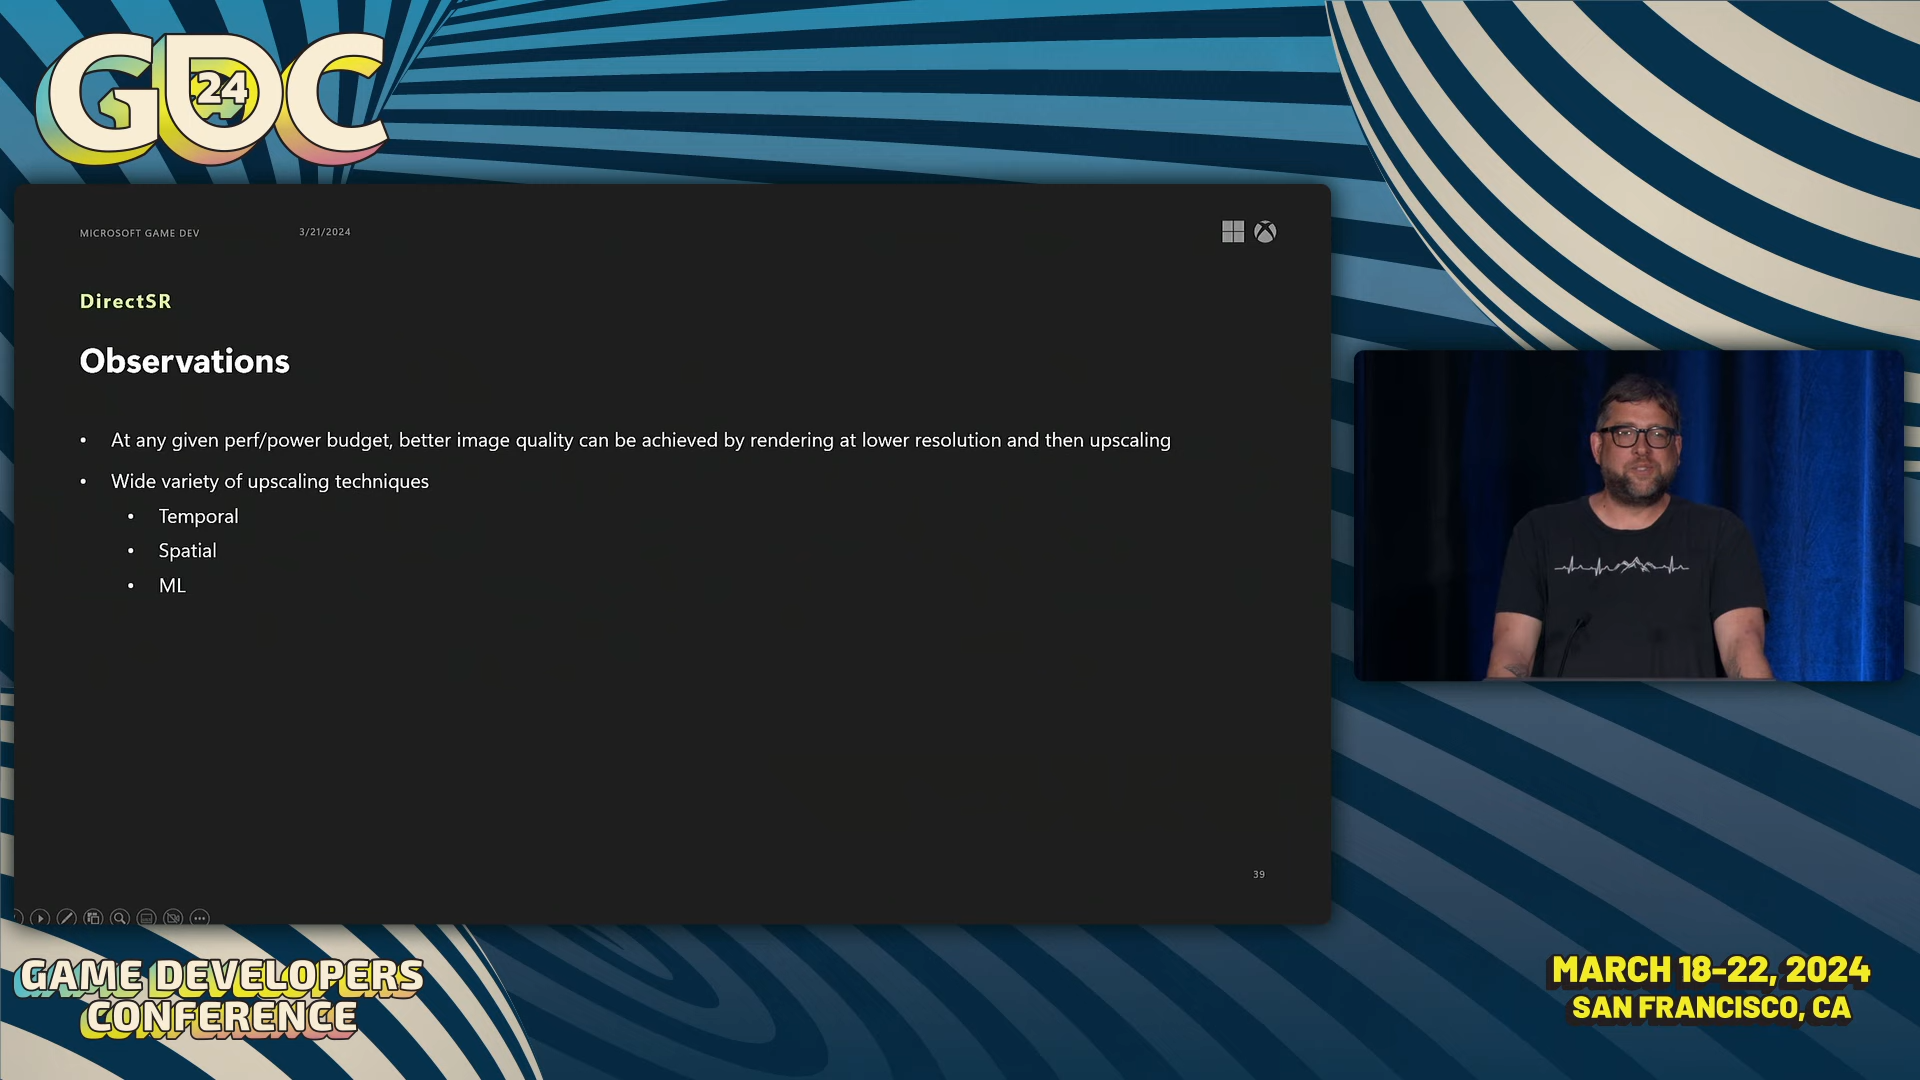 GDC
24
MICROSOFT GAME DEV
3/21/2024
DirectSR
Observations
• At any given perf/power budget, better image quality can be achieved by rendering at lower resolution and then upscaling
• Wide variety of upscaling techniques
• Temporal
• Spatial
• ML
39
GAME DEVELOPERS
CONFERENCE
MARCH 18-22, 2024
SAN FRANCISCO, CA